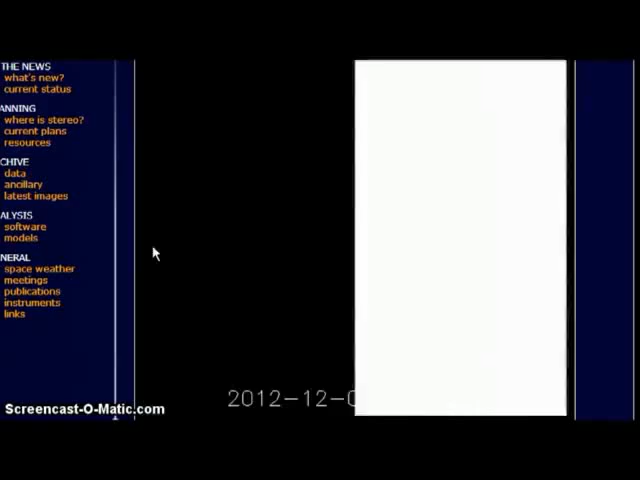 THE NEWS
what's new?
current status
ANNING
where is stereo?
current plans
resources
CHIVE
data
ancillary
latest images
ALYSIS
software
models
NERAL
space weather
meetings
publications
instruments
links
2012-12-0
Screencast-O-Matic.com